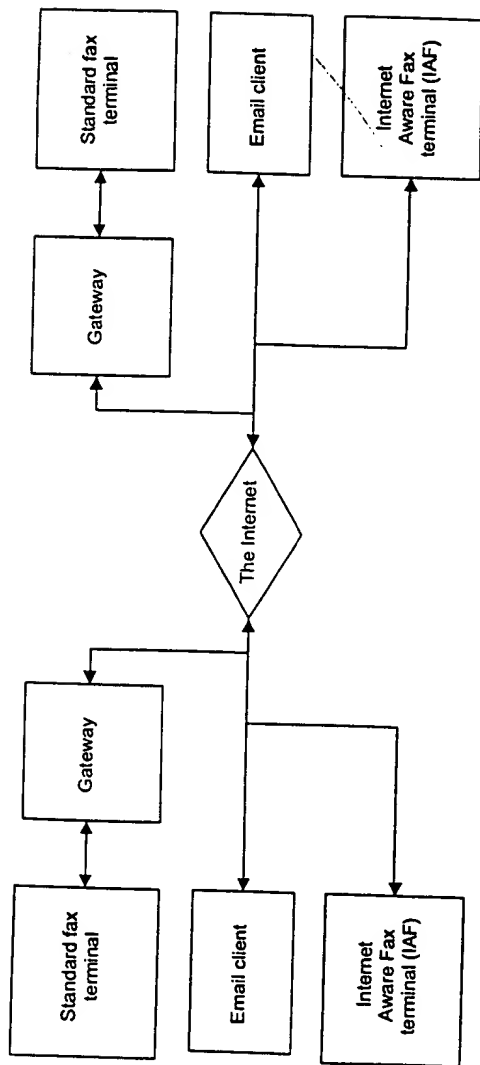 Standard fax
terminal
Gateway
Email client
Internet
Aware Fax
terminal (IAF)
The Internet
Gateway
Standard fax
terminal
Email client
Internet
Aware Fax
terminal (IAF)